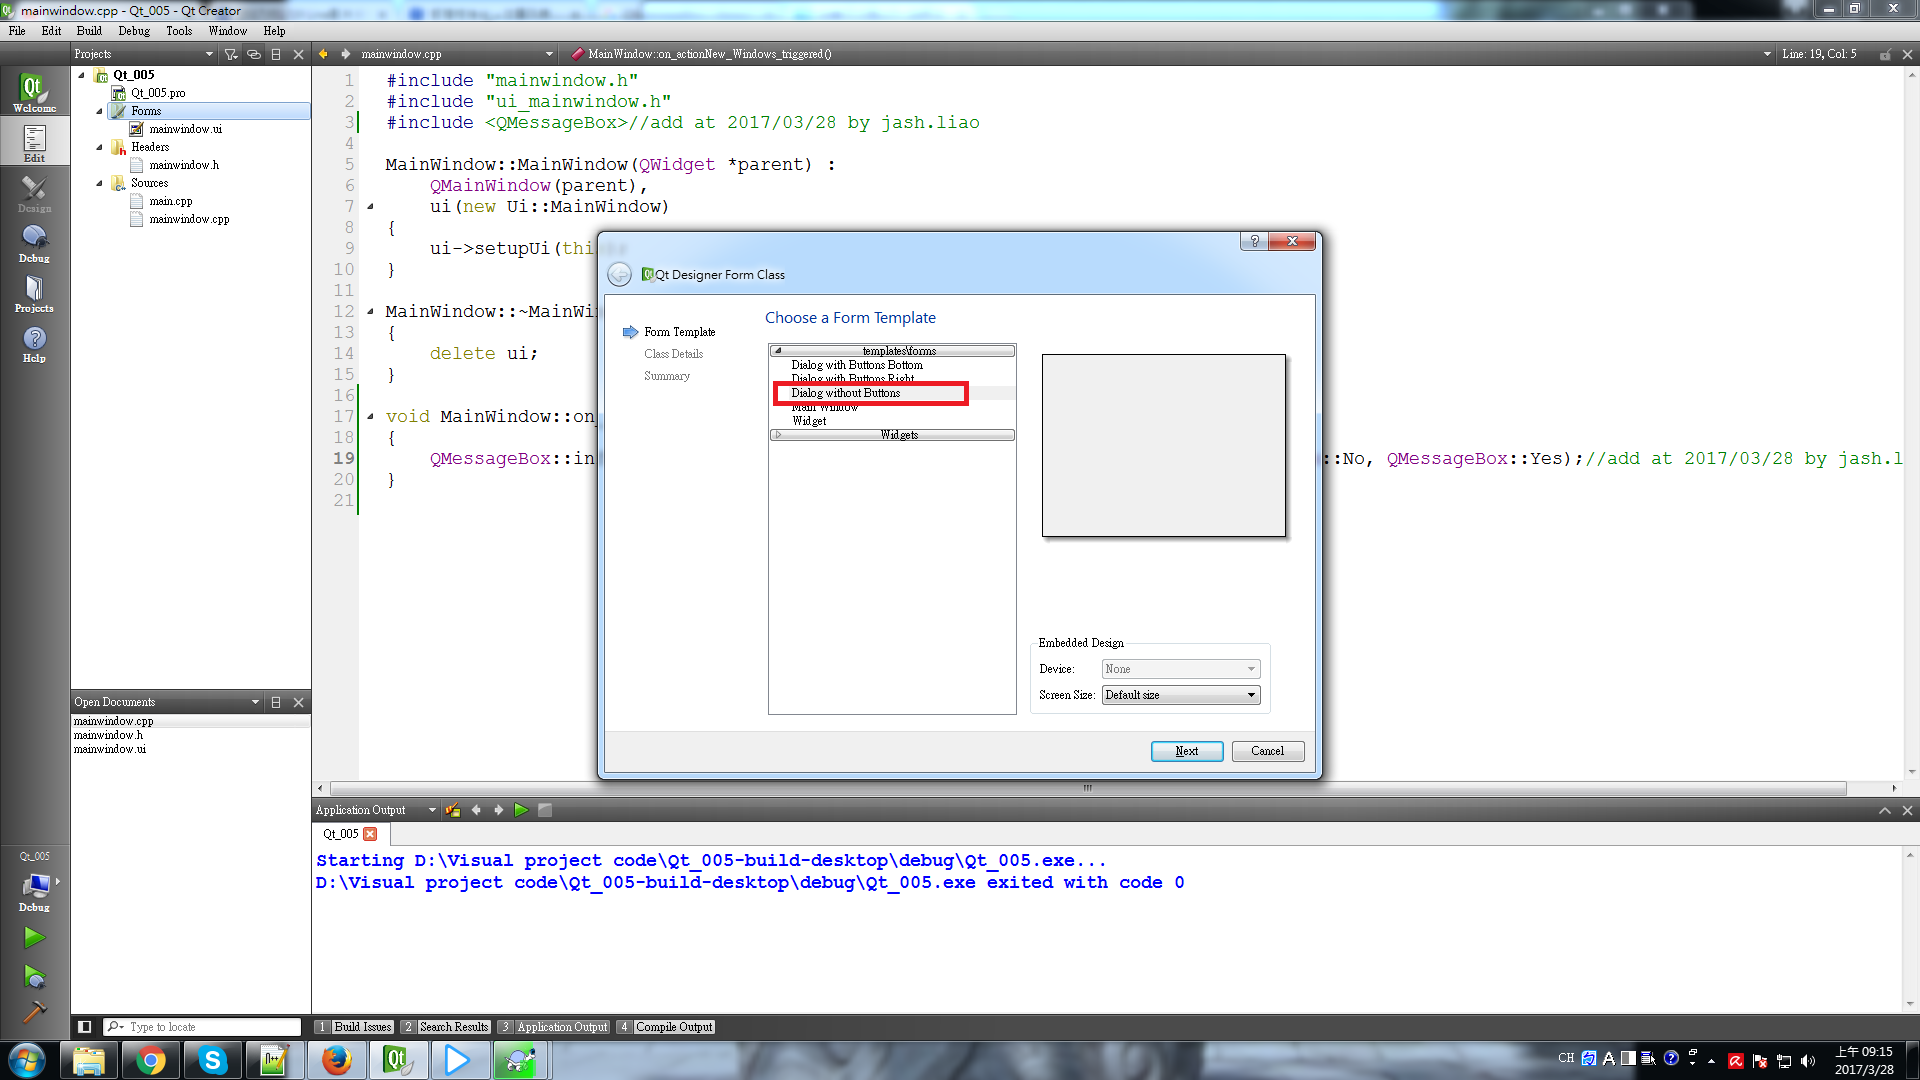 mainwindow.cpp - Qt_005 - Qt Creator
File Edit Build Debug Tools Window Help
Projects
mainwindow.cpp
MainWindow::on_actionNew_Windows_triggered()
Line: 19, Col: 5
Welcome
Edit
Design
Debug
Projects
Help
Qt_005
Qt_005.pro
Forms
mainwindow.ui
Headers
mainwindow.h
Sources
main.cpp
mainwindow.cpp
1 #include "mainwindow.h"
2 #include "ui_mainwindow.h"
3 #include <QMessageBox>//add at 2017/03/28 by jash.liao
4
5 MainWindow::MainWindow(QWidget *parent) :
6 QMainWindow(parent),
7 ui(new Ui::MainWindow)
8 {
9 ui->setupUi(this);
10 }
11
12 MainWindow::~MainWi
13 {
14 delete ui;
15 }
16
17 void MainWindow::on
18 {
19 QMessageBox::in ::No, QMessageBox::Yes);//add at 2017/03/28 by jash.l
20 }
21
Qt Designer Form Class
Form Template
Class Details
Summary
Choose a Form Template
templates\forms
Dialog with Buttons Bottom
Dialog with Buttons Right
Dialog without Buttons
Main Window
Widget
Widgets
Embedded Design
Device: None
Screen Size: Default size
Next Cancel
Open Documents
mainwindow.cpp
mainwindow.h
mainwindow.ui
Application Output
Qt_005
Starting D:\Visual project code\Qt_005-build-desktop\debug\Qt_005.exe...
D:\Visual project code\Qt_005-build-desktop\debug\Qt_005.exe exited with code 0
Qt_005
Debug
Type to locate
1 Build Issues 2 Search Results 3 Application Output 4 Compile Output
CH
上午 09:15
2017/3/28